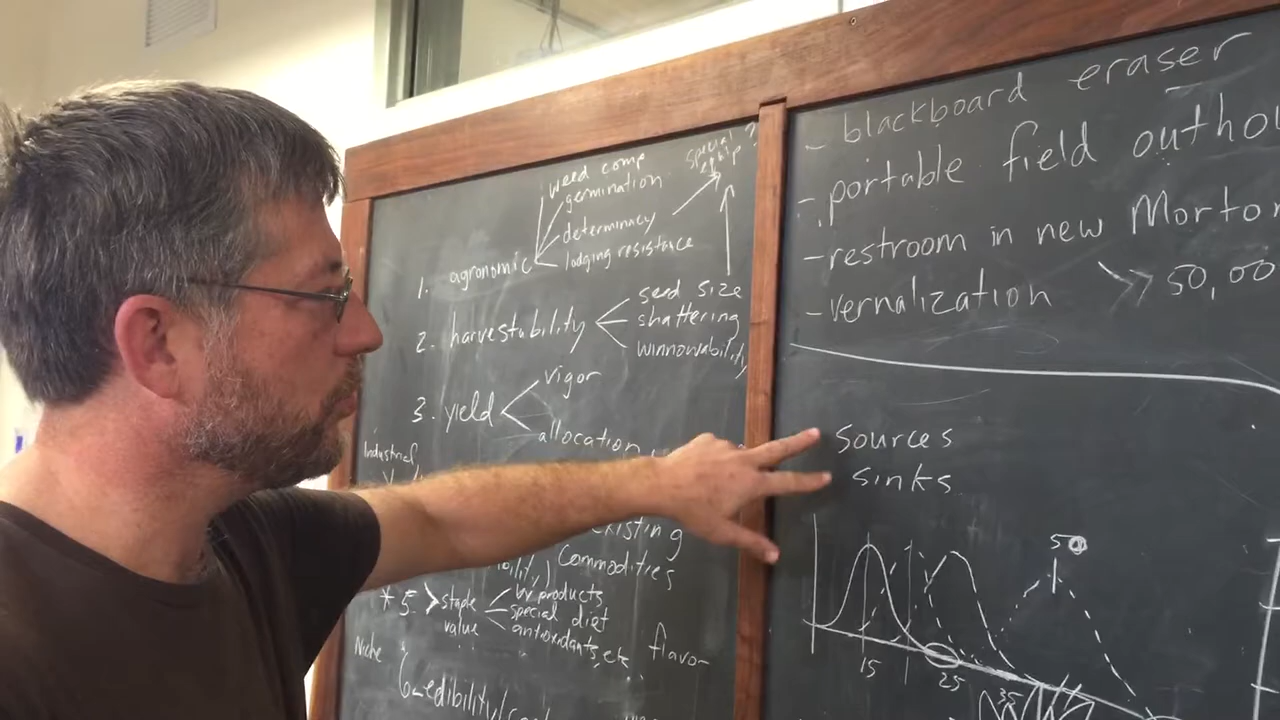 weed comp
germination
special
equip?
determinacy
lodging resistance
1. agronomic
seed size
2. harvestability
shattering
winnowability
vigor
3. yield
allocation
Industrial
existing
commodities
* 5. > staple
value
by products
special diet
antioxidants, etc
flavor
Niche
6 edibility/
- blackboard eraser
- portable field outho
- restroom in new Morto
- vernalization >> 50,00
sources
sinks
50
15
25
35